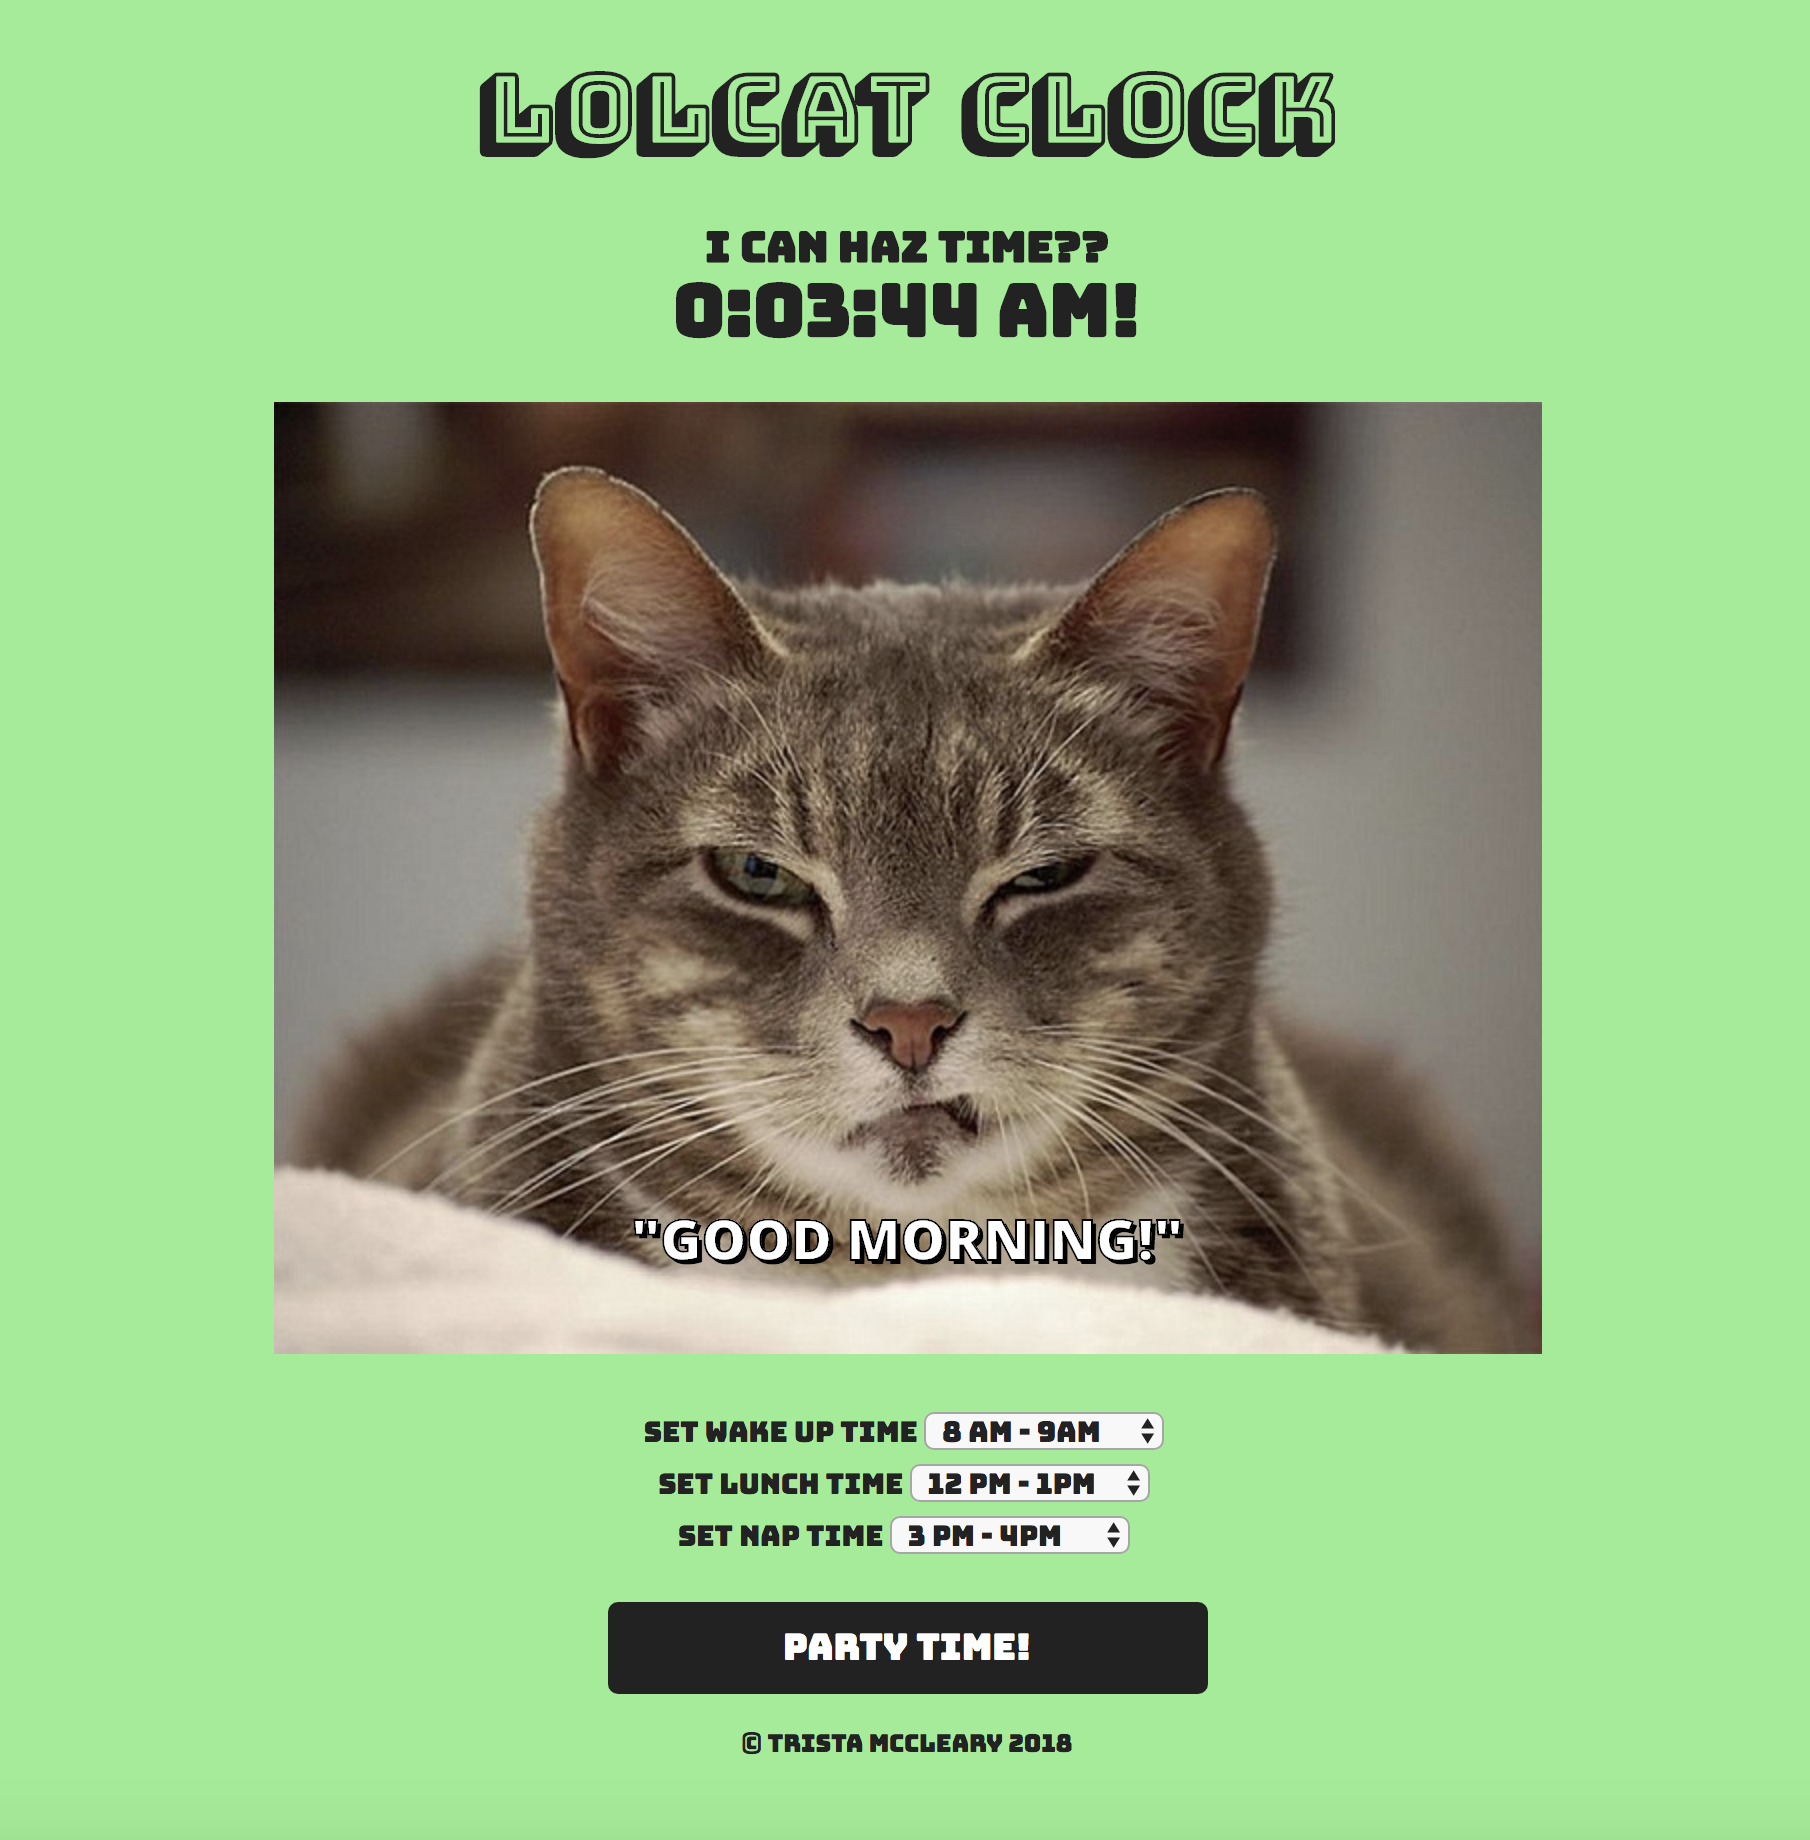 LOLCAT CLOCK
I CAN HAZ TIME??
0:03:44 AM!
"GOOD MORNING!"
SET WAKE UP TIME 8 AM - 9AM
SET LUNCH TIME 12 PM - 1PM
SET NAP TIME 3 PM - 4PM
PARTY TIME!
© TRISTA MCCLEARY 2018